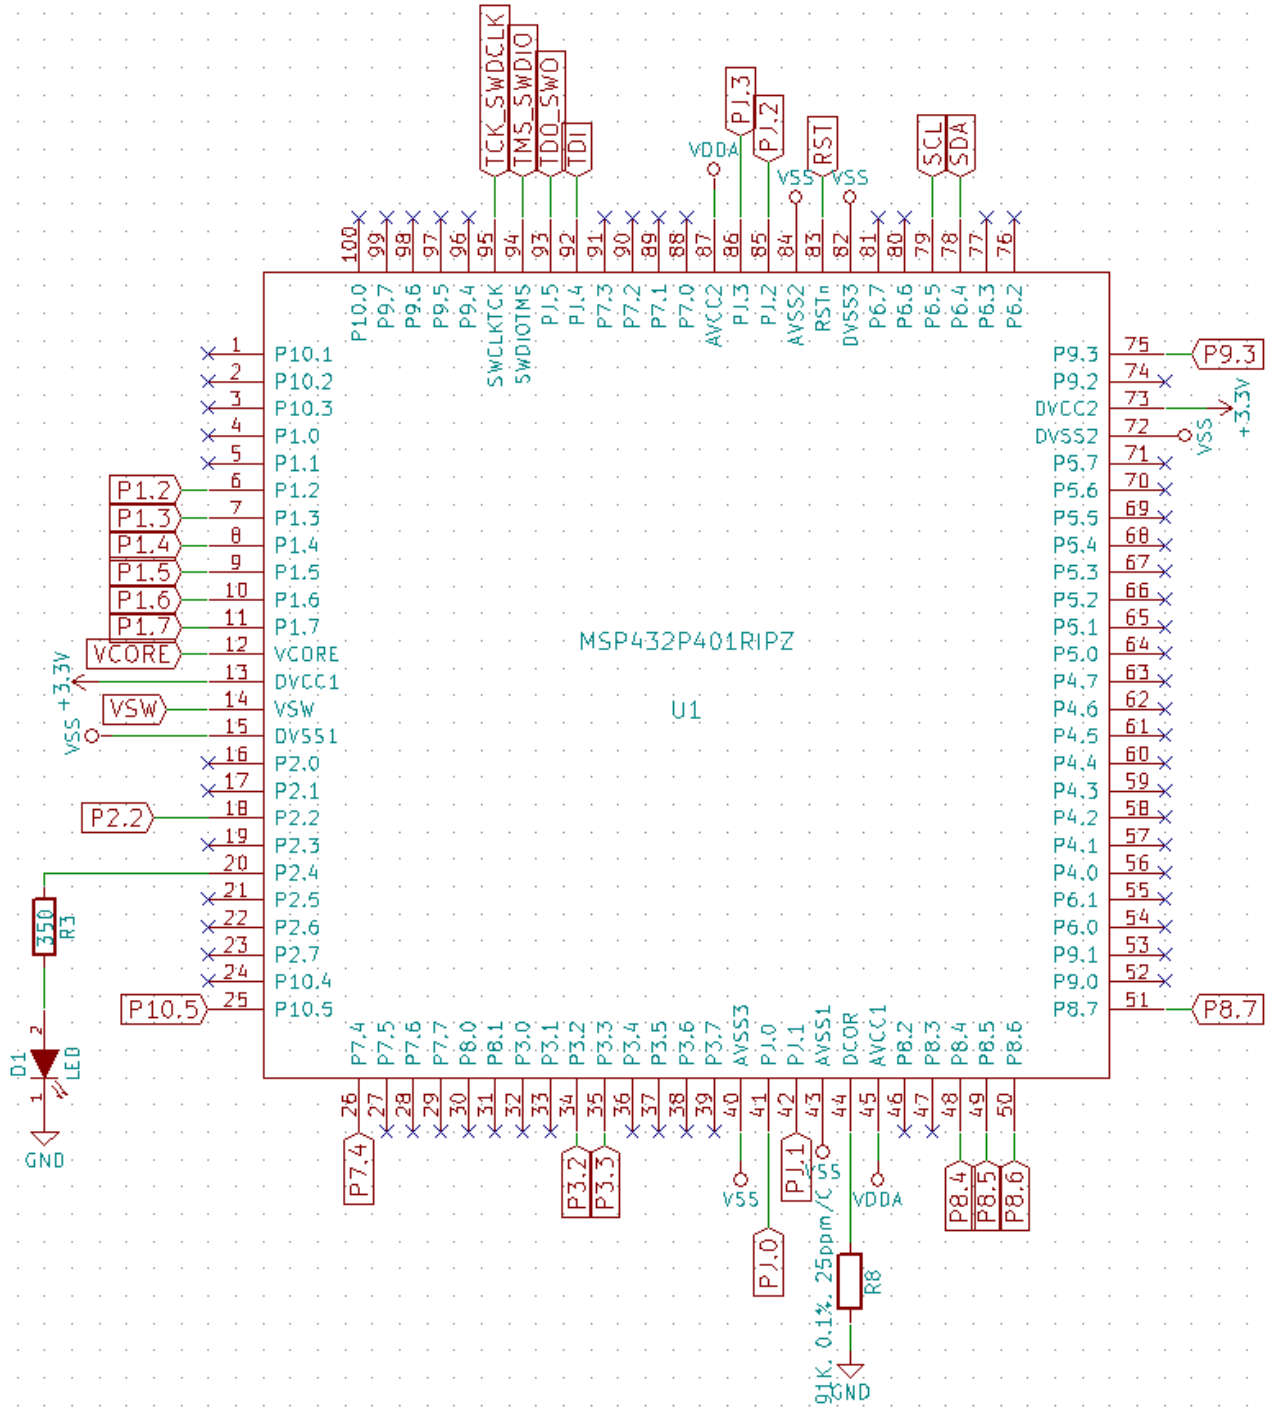 TCK_SWDCLK
TMS_SWDIO
TDO_SWO
TDI
VDDA
PJ.3
PJ.2
VSS
RST
VSS
SCL
SDA
100 99 98 97 96 95 94 93 92 91 90 89 88 87 86 85 84 83 82 81 80 79 78 77 76
P10.0 P9.7 P9.6 P9.5 P9.4 SWCLKTCK SWDIOTMS PJ.5 PJ.4 P7.3 P7.2 P7.1 P7.0 AVCC2 PJ.3 PJ.2 AVSS2 RSTn DVSS3 P6.7 P6.6 P6.5 P6.4 P6.3 P6.2
1 P10.1 P9.3 75 P9.3
2 P10.2 P9.2 74
3 P10.3 DVCC2 73 +3.3V
4 P1.0 DVSS2 72 VSS
5 P1.1 P5.7 71
P1.2 6 P1.2 P5.6 70
P1.3 7 P1.3 P5.5 69
P1.4 8 P1.4 P5.4 68
P1.5 9 P1.5 P5.3 67
P1.6 10 P1.6 P5.2 66
P1.7 11 P1.7 P5.1 65
MSP432P401RIPZ
VCORE 12 VCORE P5.0 64
+3.3V 13 DVCC1 P4.7 63
VSW 14 VSW P4.6 62
U1
VSS 15 DVSS1 P4.5 61
16 P2.0 P4.4 60
17 P2.1 P4.3 59
P2.2 18 P2.2 P4.2 58
19 P2.3 P4.1 57
20 P2.4 P4.0 56
21 P2.5 P6.1 55
350 R3
22 P2.6 P6.0 54
23 P2.7 P9.1 53
24 P10.4 P9.0 52
P10.5 25 P10.5 P8.7 51 P8.7
2
D1 LED
1
GND
P7.4 P7.5 P7.6 P7.7 P8.0 P8.1 P3.0 P3.1 P3.2 P3.3 P3.4 P3.5 P3.6 P3.7 AVSS3 PJ.0 PJ.1 AVSS1 DCOR AVCC1 P8.2 P8.3 P8.4 P8.5 P8.6
26 27 28 29 30 31 32 33 34 35 36 37 38 39 40 41 42 43 44 45 46 47 48 49 50
P7.4
P3.2
P3.3
VSS
PJ.0
PJ.1
VSS
VDDA
P8.4
P8.5
P8.6
91K, 0.1%, 25ppm/C
R8
GND